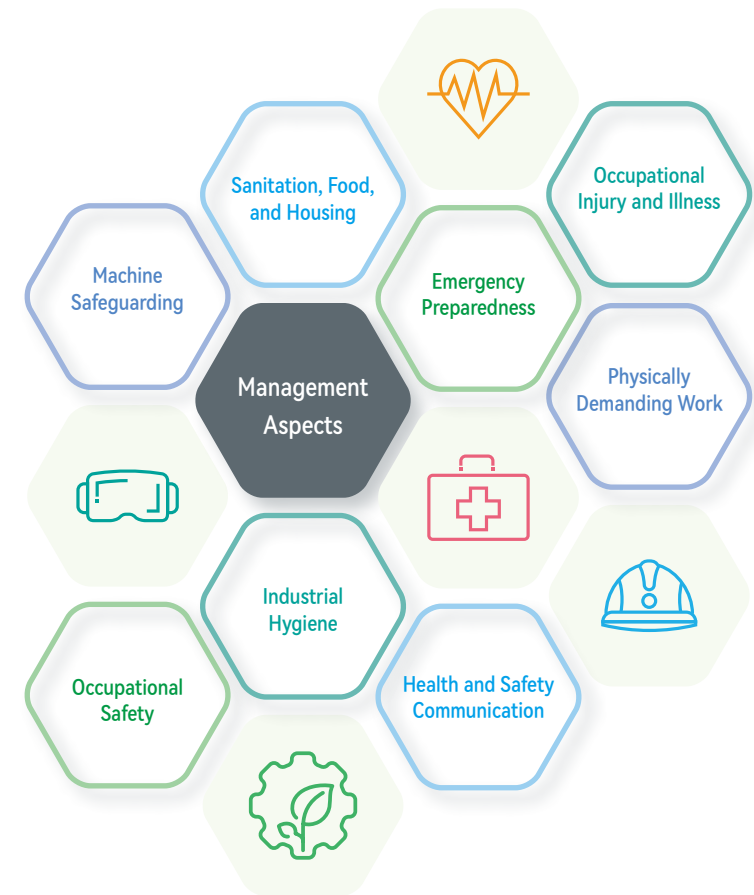 Sanitation, Food,
and Housing
Occupational
Injury and Illness
Machine
Safeguarding
Emergency
Preparedness
Management
Aspects
Physically
Demanding Work
Industrial
Hygiene
Occupational
Safety
Health and Safety
Communication